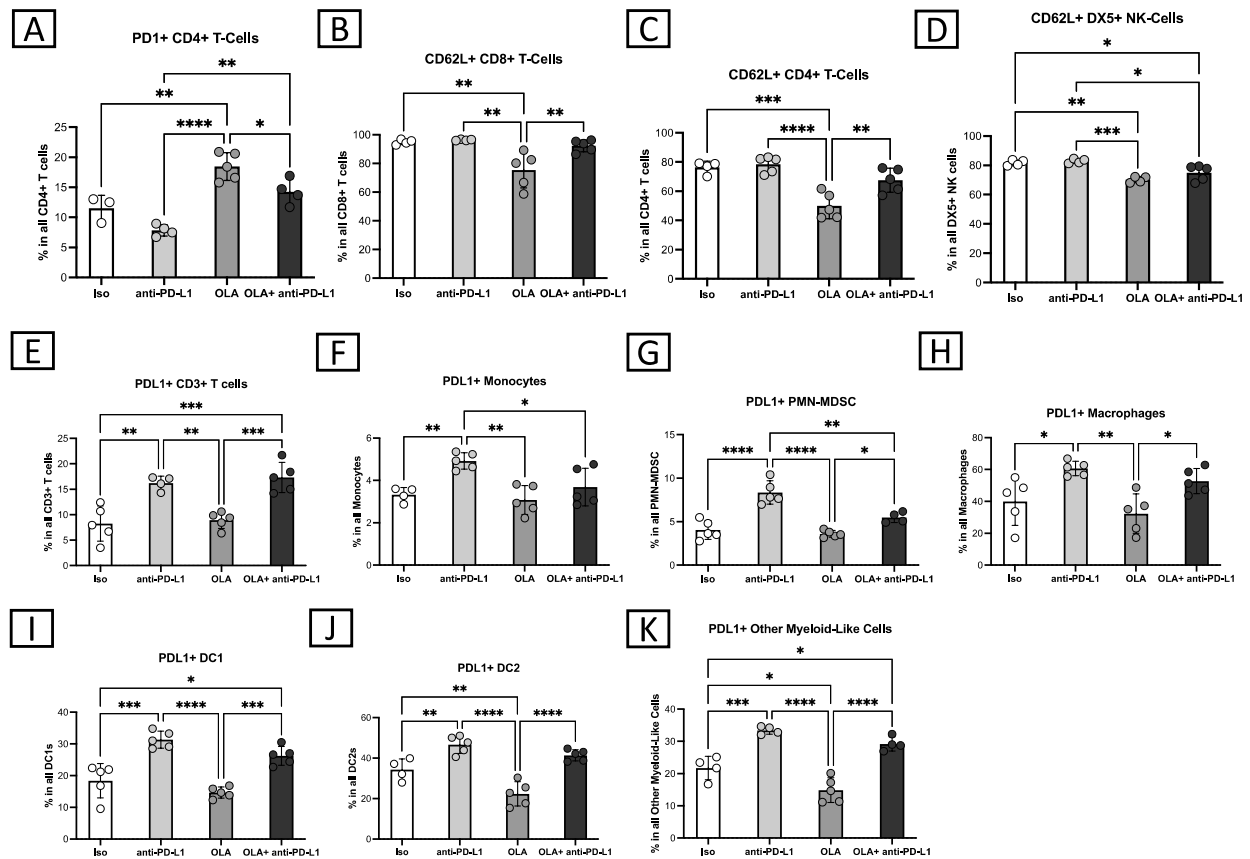 A
PD1+ CD4+ T-Cells
**
**
****
*
25
20
15
10
5
0
% in all CD4+ T cells
Iso
anti-PD-L1
OLA
OLA+ anti-PD-L1
B
CD62L+ CD8+ T-Cells
**
**
**
100
80
60
40
20
0
% in all CD8+ T cells
Iso
anti-PD-L1
OLA
OLA+ anti-PD-L1
C
CD62L+ CD4+ T-Cells
***
****
**
100
80
60
40
20
0
% in all CD4+ T cells
Iso
anti-PD-L1
OLA
OLA+ anti-PD-L1
D
CD62L+ DX5+ NK-Cells
*
*
**
***
100
80
60
40
20
0
% in all DX5+ NK cells
Iso
anti-PD-L1
OLA
OLA+ anti-PD-L1
E
PDL1+ CD3+ T cells
***
**
**
***
25
20
15
10
5
0
% in all CD3+ T cells
Iso
anti-PD-L1
OLA
OLA+ anti-PD-L1
F
PDL1+ Monocytes
*
**
**
6
4
2
0
% in all Monocytes
Iso
anti-PD-L1
OLA
OLA+ anti-PD-L1
G
PDL1+ PMN-MDSC
**
****
****
*
15
10
5
0
% in all PMN-MDSC
Iso
anti-PD-L1
OLA
OLA+ anti-PD-L1
H
PDL1+ Macrophages
*
**
*
80
60
40
20
0
% in all Macrophages
Iso
anti-PD-L1
OLA
OLA+ anti-PD-L1
I
PDL1+ DC1
*
***
****
***
40
30
20
10
0
% in all DC1s
Iso
anti-PD-L1
OLA
OLA+ anti-PD-L1
J
PDL1+ DC2
**
**
****
****
60
40
20
0
% in all DC2s
Iso
anti-PD-L1
OLA
OLA+ anti-PD-L1
K
PDL1+ Other Myeloid-Like Cells
*
*
***
****
****
40
30
20
10
0
% in all Other Myeloid-Like Cells
Iso
anti-PD-L1
OLA
OLA+ anti-PD-L1